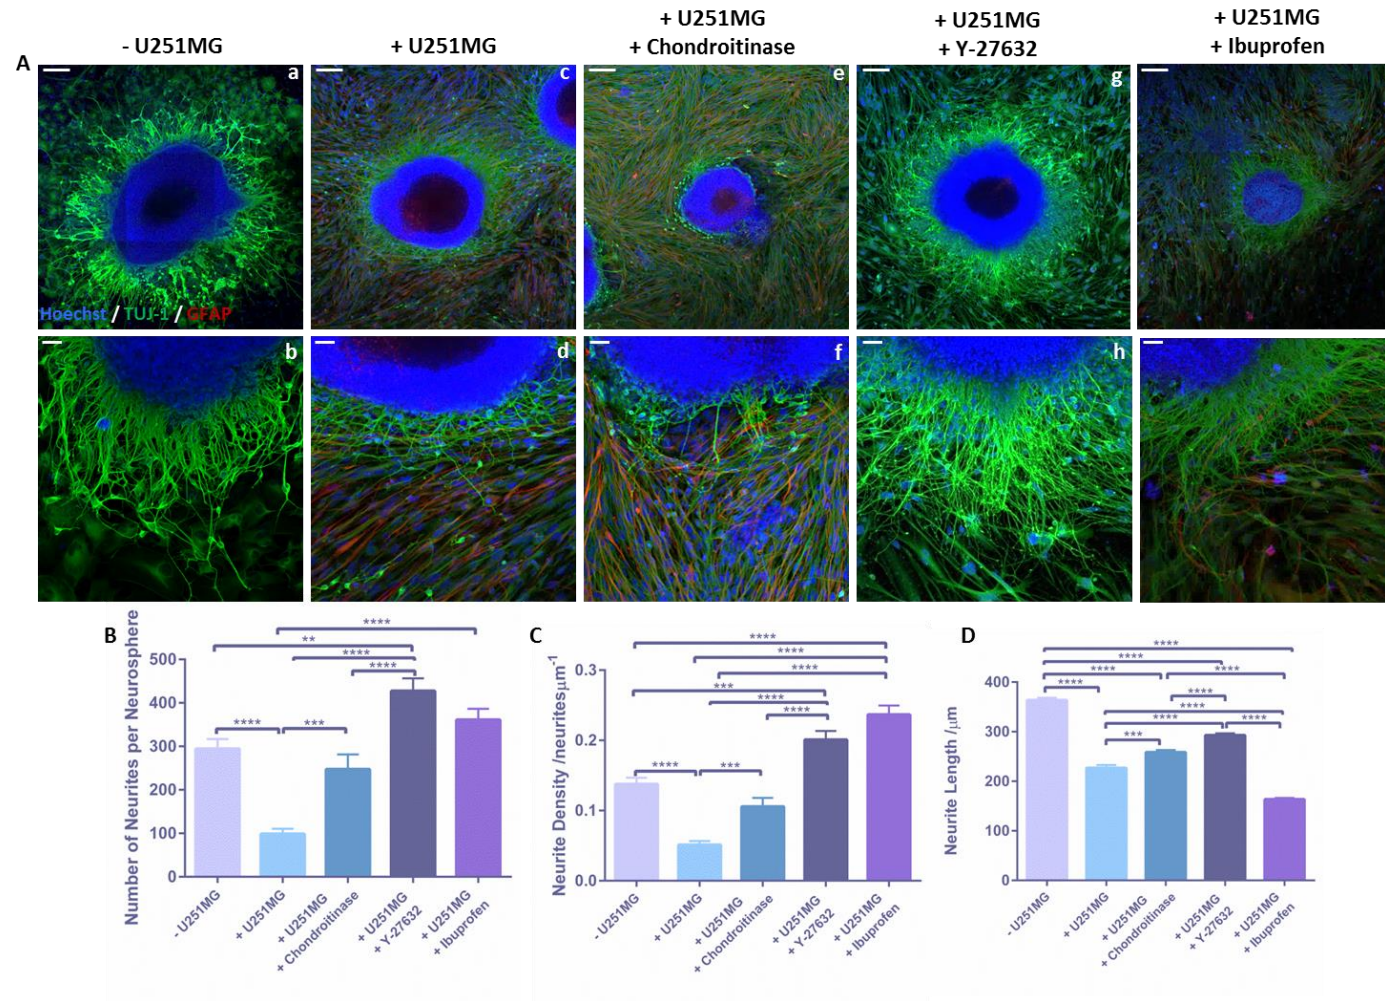 - U251MG
+ U251MG
+ U251MG
+ Chondroitinase
+ U251MG
+ Y-27632
+ U251MG
+ Ibuprofen
A
a
c
e
g
Hoechst / TUJ-1 / GFAP
b
d
f
h
B
Number of Neurites per Neurosphere
500
400
300
200
100
0
****
**
****
****
****
***
- U251MG
+ U251MG
+ U251MG
+ Chondroitinase
+ U251MG
+ Y-27632
+ U251MG
+ Ibuprofen
C
Neurite Density /neuritesµm-1
0.3
0.2
0.1
0.0
****
****
****
***
****
****
****
***
- U251MG
+ U251MG
+ U251MG
+ Chondroitinase
+ U251MG
+ Y-27632
+ U251MG
+ Ibuprofen
D
Neurite Length /µm
400
300
200
100
0
****
****
****
****
****
****
****
****
****
***
- U251MG
+ U251MG
+ U251MG
+ Chondroitinase
+ U251MG
+ Y-27632
+ U251MG
+ Ibuprofen